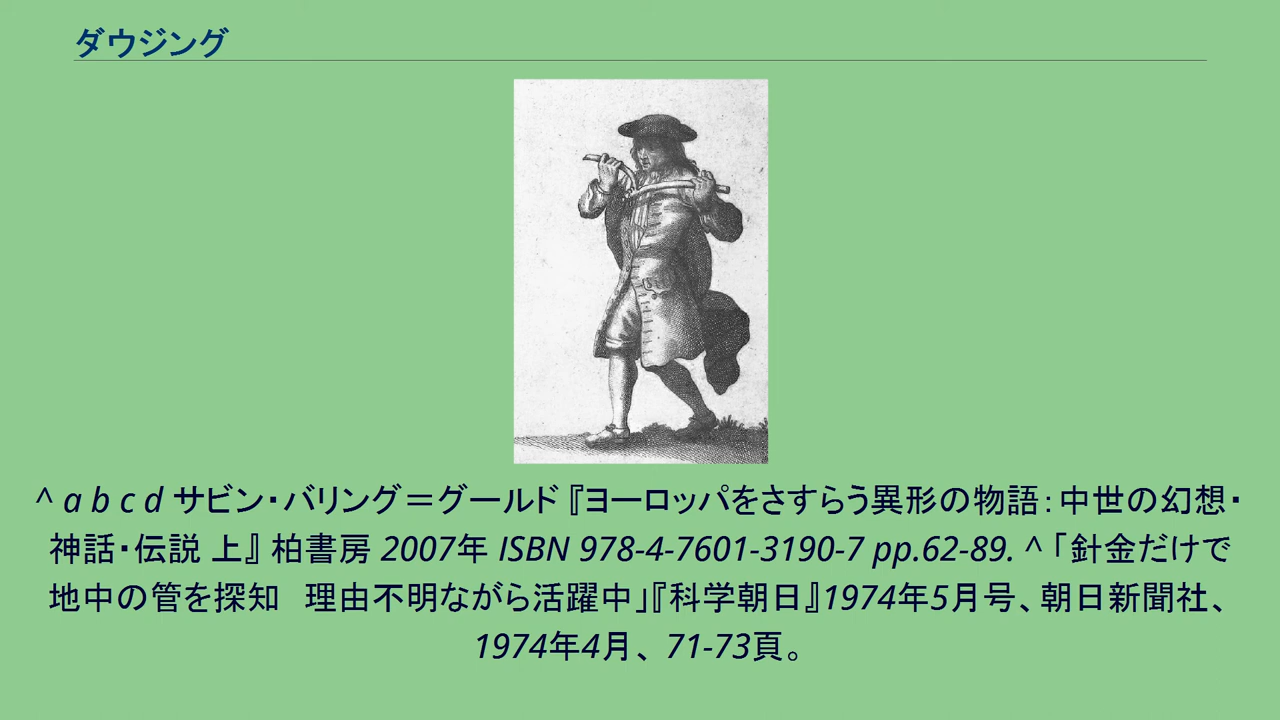 ダウジング
^ a b c d サビン・バリング＝グールド『ヨーロッパをさすらう異形の物語：中世の幻想・
神話・伝説 上』 柏書房 2007年 ISBN 978-4-7601-3190-7 pp.62-89. ^ 「針金だけで
地中の管を探知　理由不明ながら活躍中」『科学朝日』1974年5月号、朝日新聞社、
1974年4月、 71-73頁。